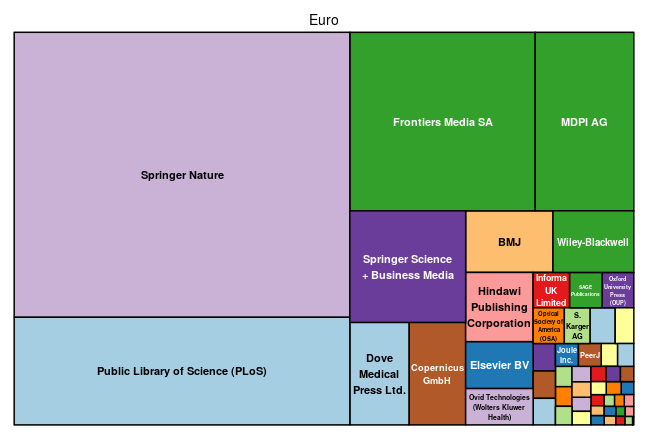 Euro
Springer Nature
Frontiers Media SA
MDPI AG
Springer Science
+ Business Media
BMJ
Wiley-Blackwell
Hindawi
Publishing
Corporation
Informa
UK
Limited
SAGE
Publications
Oxford
University
Press
(OUP)
Optical
Society of
America
(OSA)
S.
Karger
AG
Public Library of Science (PLoS)
Dove
Medical
Press Ltd.
Copernicus
GmbH
Elsevier BV
Joule
Inc.
PeerJ
Ovid Technologies
(Wolters Kluwer
Health)